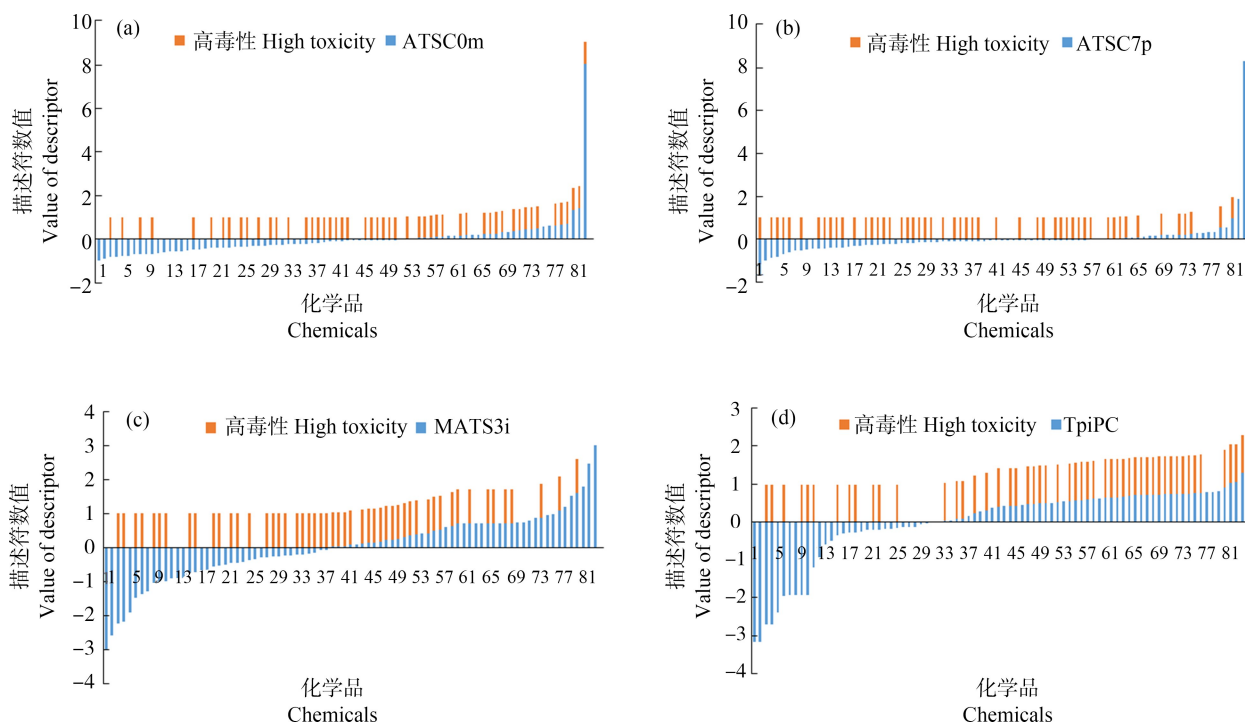 (a)
高毒性 High toxicity ATSC0m
描述符数值
Value of descriptor
10
8
6
4
2
0
−2
1 5 9 13 17 21 25 29 33 37 41 45 49 53 57 61 65 69 73 77 81
化学品
Chemicals
(b)
高毒性 High toxicity ATSC7p
描述符数值
Value of descriptor
10
8
6
4
2
0
−2
1 5 9 13 17 21 25 29 33 37 41 45 49 53 57 61 65 69 73 77 81
化学品
Chemicals
(c)
高毒性 High toxicity MATS3i
描述符数值
Value of descriptor
4
3
2
1
0
−1
−2
−3
−4
1 5 9 13 17 21 25 29 33 37 41 45 49 53 57 61 65 69 73 77 81
化学品
Chemicals
(d)
高毒性 High toxicity TpiPC
描述符数值
Value of descriptor
3
2
1
0
−1
−2
−3
−4
1 5 9 13 17 21 25 29 33 37 41 45 49 53 57 61 65 69 73 77 81
化学品
Chemicals